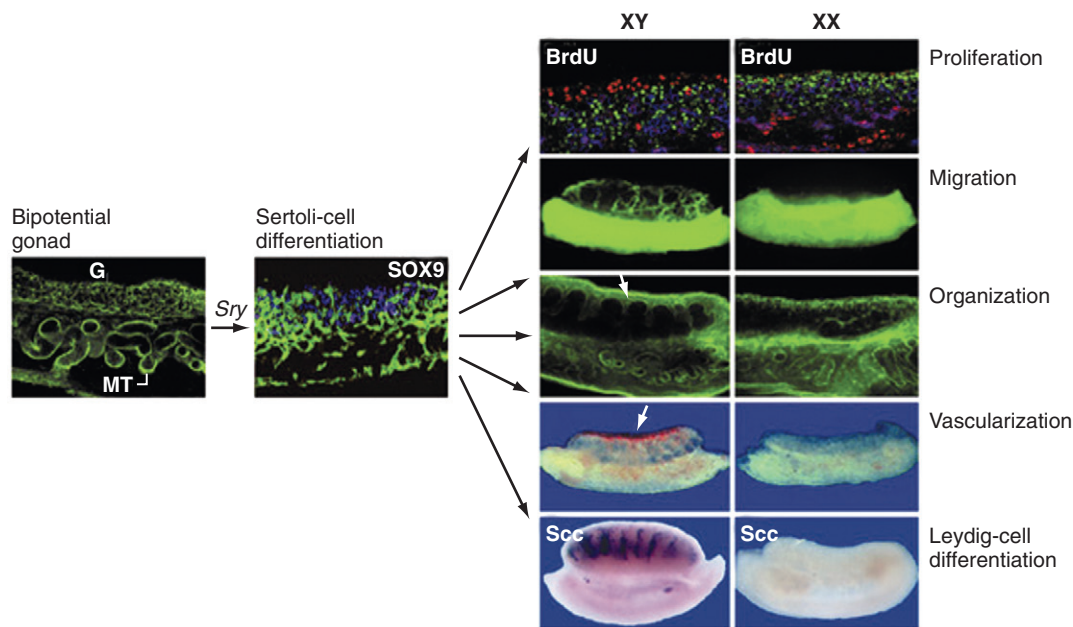 XY
XX
BrdU
BrdU
Proliferation
Migration
Bipotential
gonad
G
MT
Sry
Sertoli-cell
differentiation
SOX9
Organization
Vascularization
Scc
Scc
Leydig-cell
differentiation